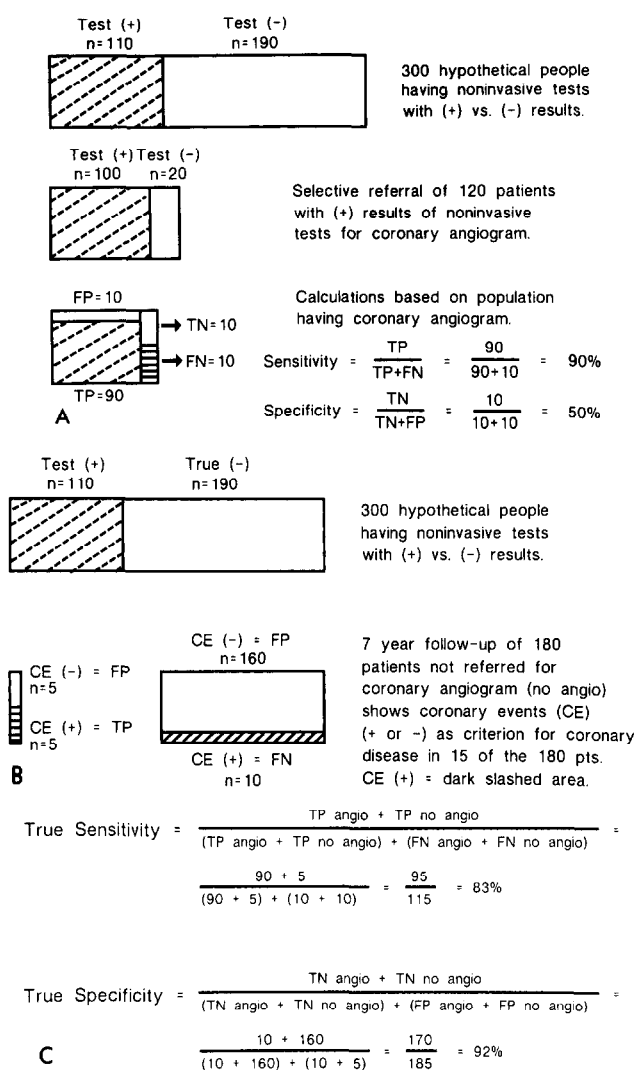 Test (+) Test (-)
n=110 n=190
300 hypothetical people
having noninvasive tests
with (+) vs. (-) results.
Test (+) Test (-)
n=100 n=20
Selective referral of 120 patients
with (+) results of noninvasive
tests for coronary angiogram.
FP=10
TN=10
FN=10
TP=90
A
Calculations based on population
having coronary angiogram.
Sensitivity = TP / TP+FN = 90 / 90+10 = 90%
Specificity = TN / TN+FP = 10 / 10+10 = 50%
Test (+) True (-)
n=110 n=190
300 hypothetical people
having noninvasive tests
with (+) vs. (-) results.
CE (-) = FP
n=5
CE (+) = TP
n=5
B
CE (-) = FP
n=160
CE (+) = FN
n=10
7 year follow-up of 180
patients not referred for
coronary angiogram (no angio)
shows coronary events (CE)
(+ or -) as criterion for coronary
disease in 15 of the 180 pts.
CE (+) = dark slashed area.
True Sensitivity = TP angio + TP no angio / (TP angio + TP no angio) + (FN angio + FN no angio) =
90 + 5 / (90 + 5) + (10 + 10) = 95 / 115 = 83%
True Specificity = TN angio + TN no angio / (TN angio + TN no angio) + (FP angio + FP no angio) =
10 + 160 / (10 + 160) + (10 + 5) = 170 / 185 = 92%
C